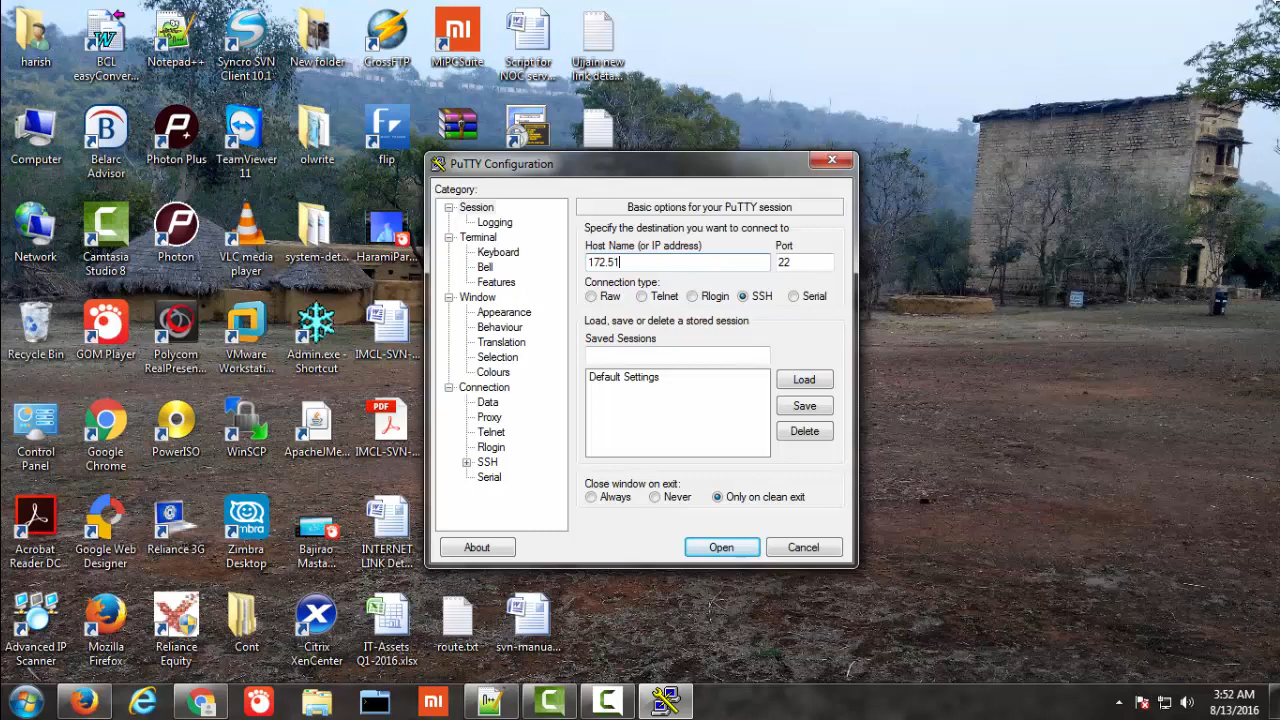 harish
BCL easyConver...
Notepad++
Syncro SVN Client 10.1
New folder
CrossFTP
MiPCSuite
Script for NOC serv...
Ujjain new link deta...
Computer
Belarc Advisor
Photon Plus
TeamViewer 11
olwrite
flip
Network
Camtasia Studio 8
Photon
VLC media player
system-det...
HaramiPar...
Recycle Bin
GOM Player
Polycom RealPresen...
VMware Workstati...
Admin.exe - Shortcut
IMCL-SVN-...
Control Panel
Google Chrome
PowerISO
WinSCP
ApacheJMe...
PDF
IMCL-SVN-...
Acrobat Reader DC
Google Web Designer
Reliance 3G
zimbra
Zimbra Desktop
Bajirao Masta...
INTERNET LINK Det...
Advanced IP Scanner
Mozilla Firefox
Reliance Equity
Cont
Citrix XenCenter
IT-Assets Q1-2016.xlsx
route.txt
svn-manua...
PuTTY Configuration
Category:
Session
Logging
Terminal
Keyboard
Bell
Features
Window
Appearance
Behaviour
Translation
Selection
Colours
Connection
Data
Proxy
Telnet
Rlogin
SSH
Serial
Basic options for your PuTTY session
Specify the destination you want to connect to
Host Name (or IP address) Port
172.51 22
Connection type:
Raw Telnet Rlogin SSH Serial
Load, save or delete a stored session
Saved Sessions
Default Settings
Load
Save
Delete
Close window on exit:
Always Never Only on clean exit
About Open Cancel
3:52 AM
8/13/2016